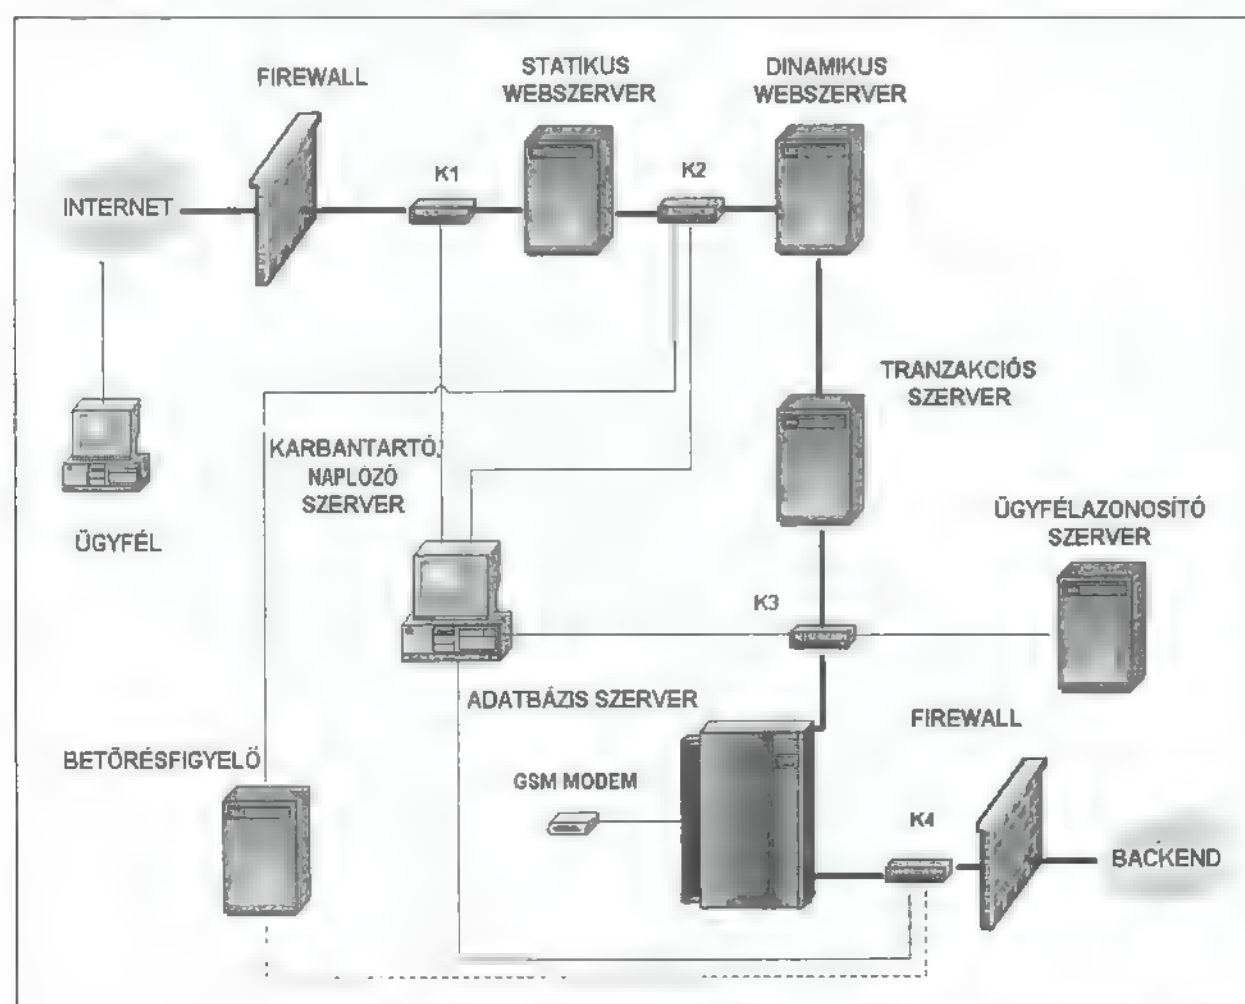 FIREWALL
STATIKUS
WEBSZERVER
DINAMIKUS
WEBSZERVER
K1
K2
INTERNET
TRANZAKCIÓS
SZERVER
KARBANTARTÓ,
NAPLÓZÓ
SZERVER
ÜGYFÉL
ÜGYFÉLAZONOSÍTÓ
SZERVER
K3
ADATBÁZIS SZERVER
FIREWALL
BETÖRÉSFIGYELŐ
GSM MODEM
K4
BACKEND